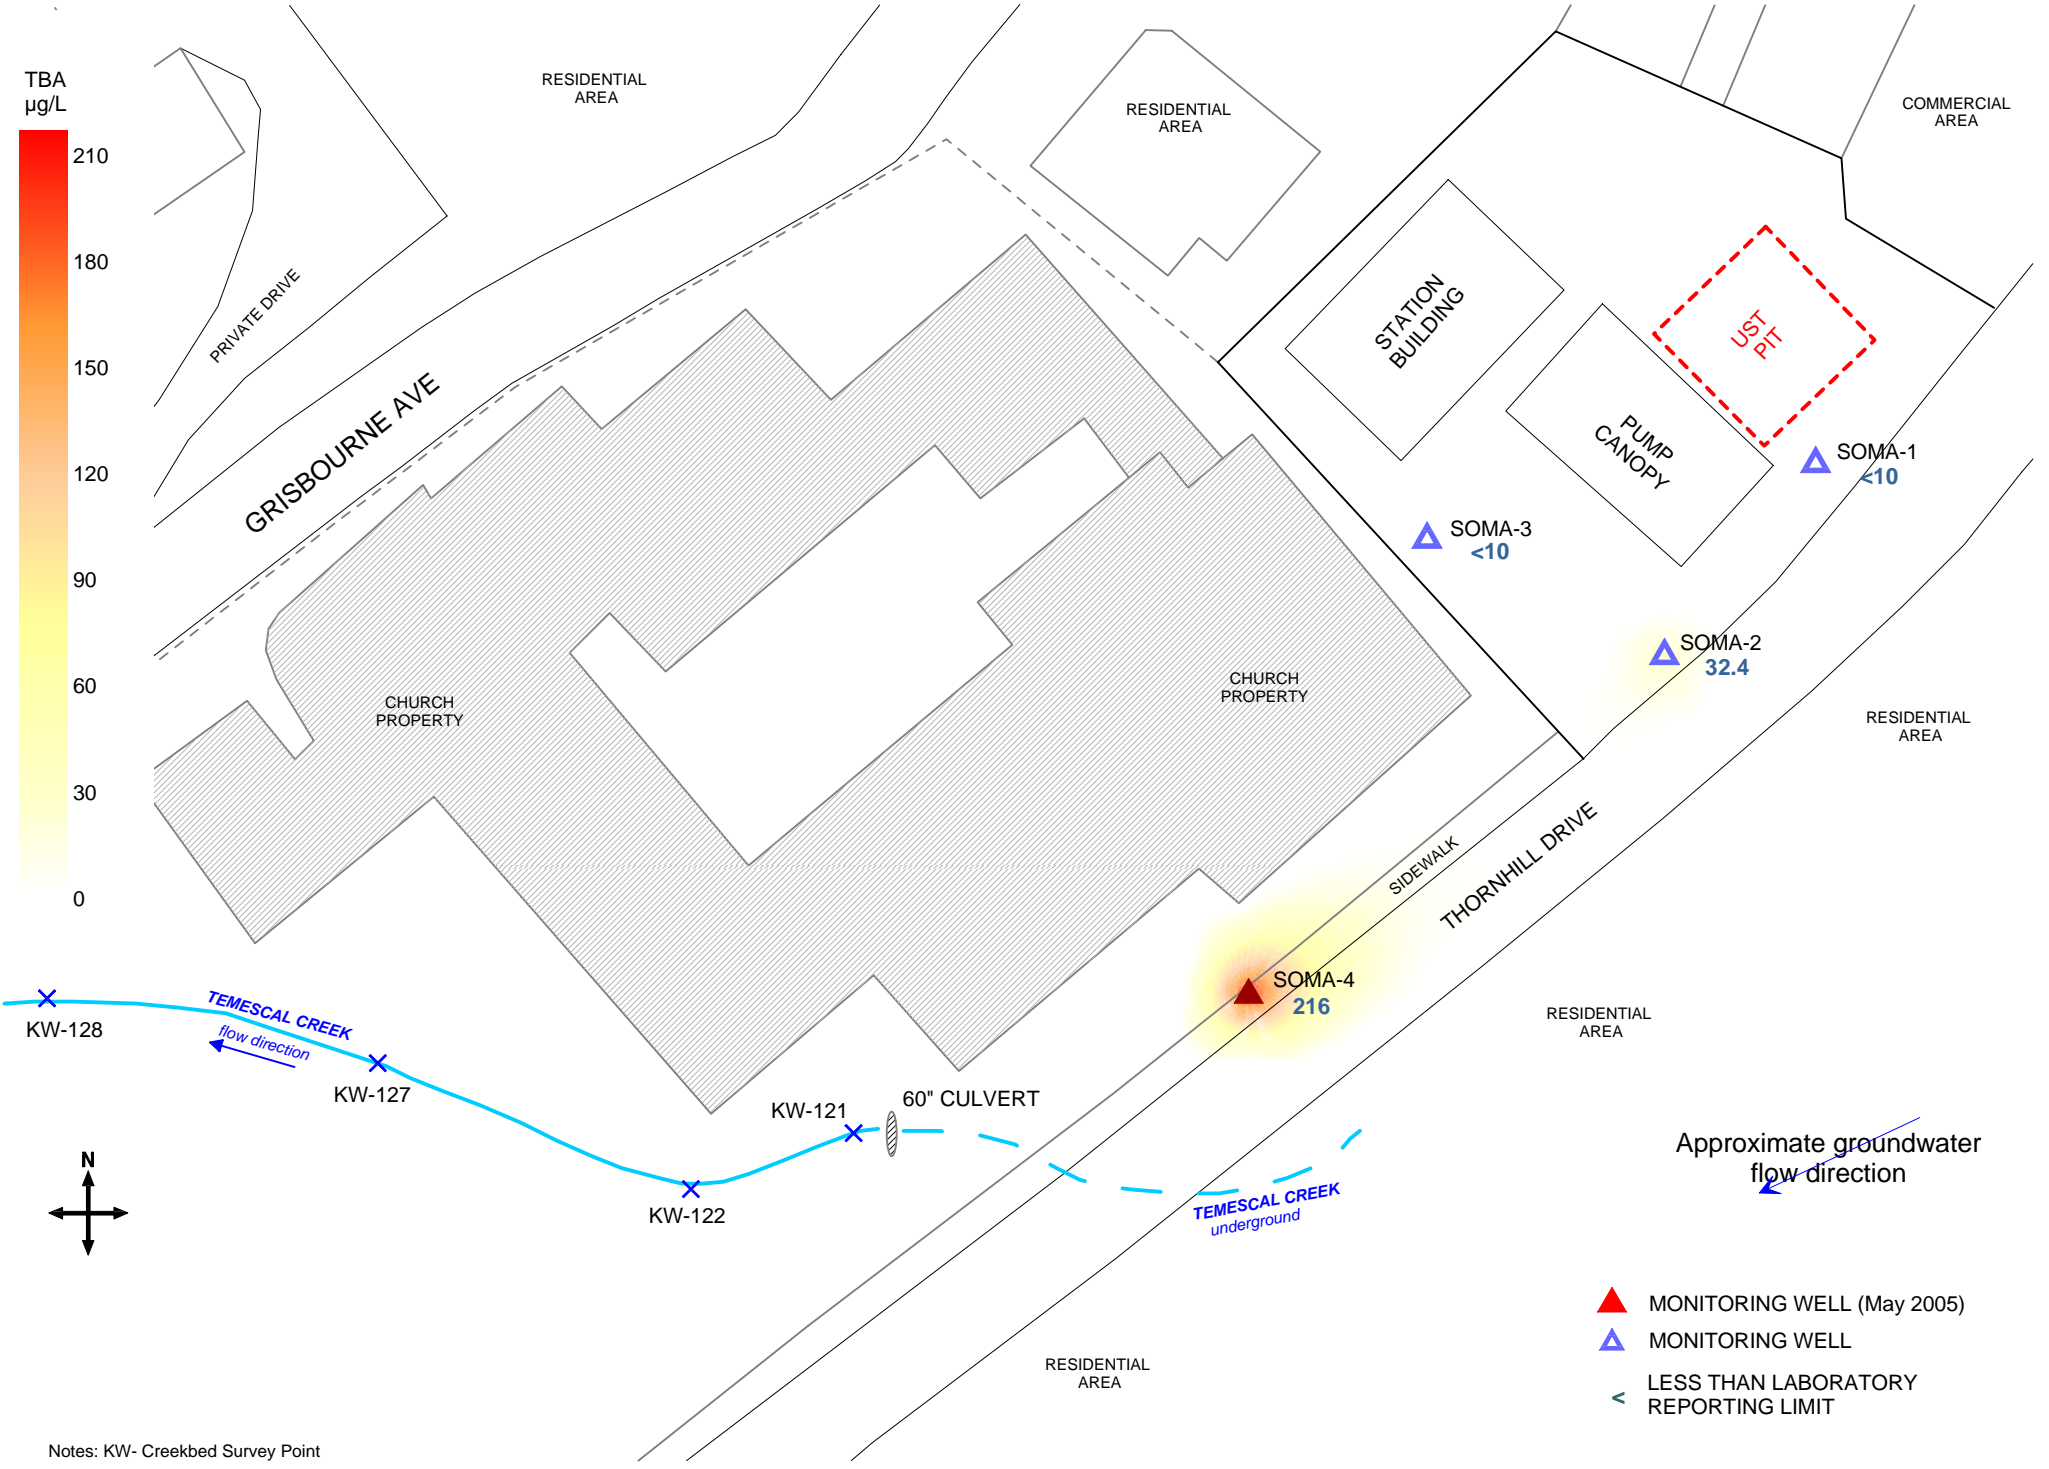 TBA
µg/L
210
180
150
120
90
60
30
0
RESIDENTIAL
AREA
RESIDENTIAL
AREA
COMMERCIAL
AREA
PRIVATE DRIVE
GRISBOURNE AVE
STATION
BUILDING
UST
PIT
PUMP
CANOPY
SOMA-1
<10
SOMA-3
<10
SOMA-2
32.4
CHURCH
PROPERTY
CHURCH
PROPERTY
RESIDENTIAL
AREA
SIDEWALK
THORNHILL DRIVE
SOMA-4
216
RESIDENTIAL
AREA
TEMESCAL CREEK
flow direction
KW-128
KW-127
KW-121
60" CULVERT
KW-122
TEMESCAL CREEK
underground
Approximate groundwater
flow direction
N
MONITORING WELL (May 2005)
MONITORING WELL
< LESS THAN LABORATORY
REPORTING LIMIT
RESIDENTIAL
AREA
Notes: KW- Creekbed Survey Point